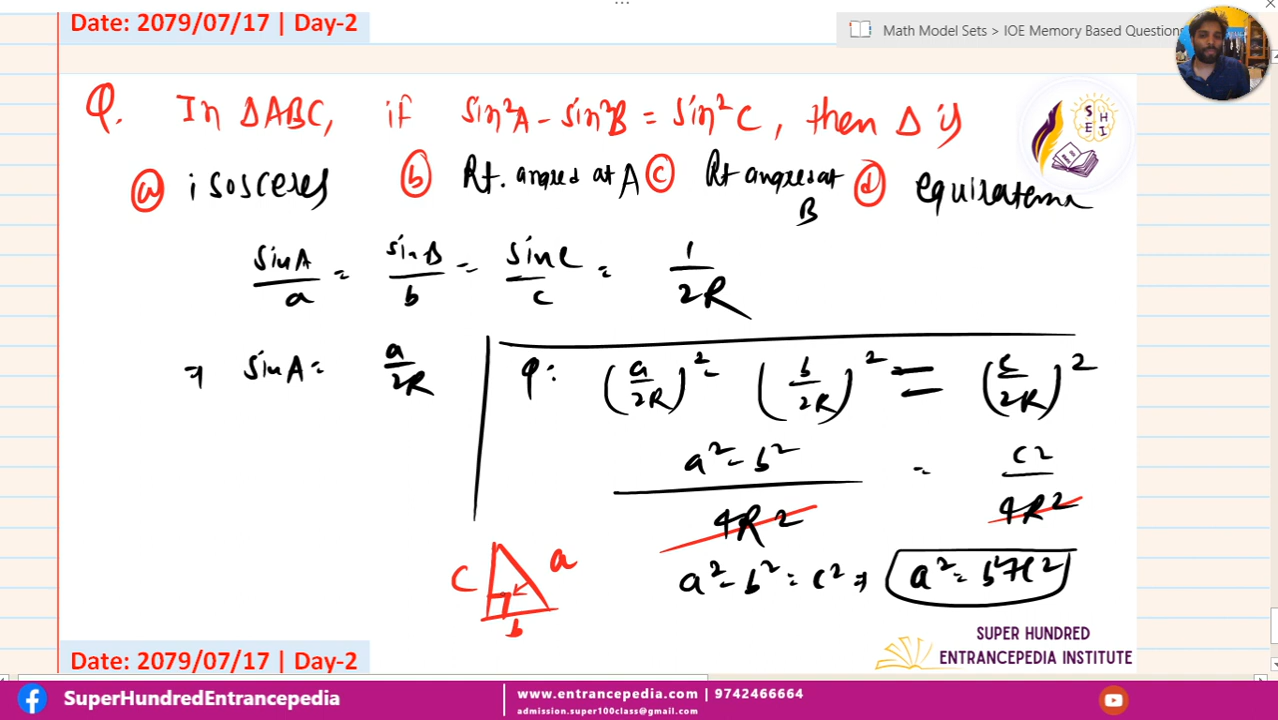 Date: 2079/07/17 | Day-2
Math Model Sets > IOE Memory Based Questions
Q. In ΔABC, if sin²A - sin²B = sin²C, then Δ is
SHEI
(a) isosceles (b) Rt. angled at A (c) Rt angled at B (d) equilateral
sinA/a = sinB/b = sinC/c = 1/2R
⇒ sinA = a/2R
Q: (a/2R)² - (b/2R)² = (c/2R)²
a² - b² / 4R² = c² / 4R²
a² - b² = c² ⇒ a² = b² + c²
c a b
SUPER HUNDRED
ENTRANCEPEDIA INSTITUTE
Date: 2079/07/17 | Day-2
SuperHundredEntrancepedia
www.entrancepedia.com | 9742466664
admission.super100class@gmail.com